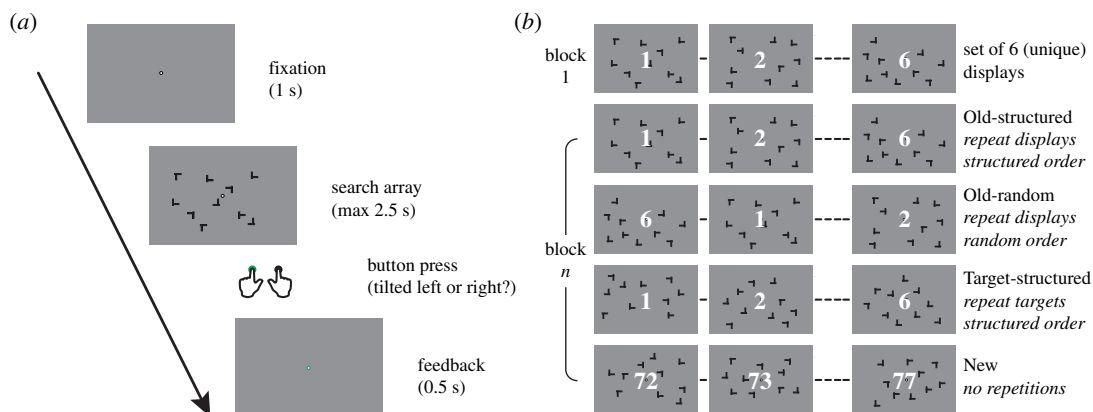 (a)
fixation
(1 s)
search array
(max 2.5 s)
button press
(tilted left or right?)
feedback
(0.5 s)
(b)
block
1
1
2
6
set of 6 (unique)
displays
block
n
1
2
6
Old-structured
repeat displays
structured order
6
1
2
Old-random
repeat displays
random order
1
2
6
Target-structured
repeat targets
structured order
72
73
77
New
no repetitions